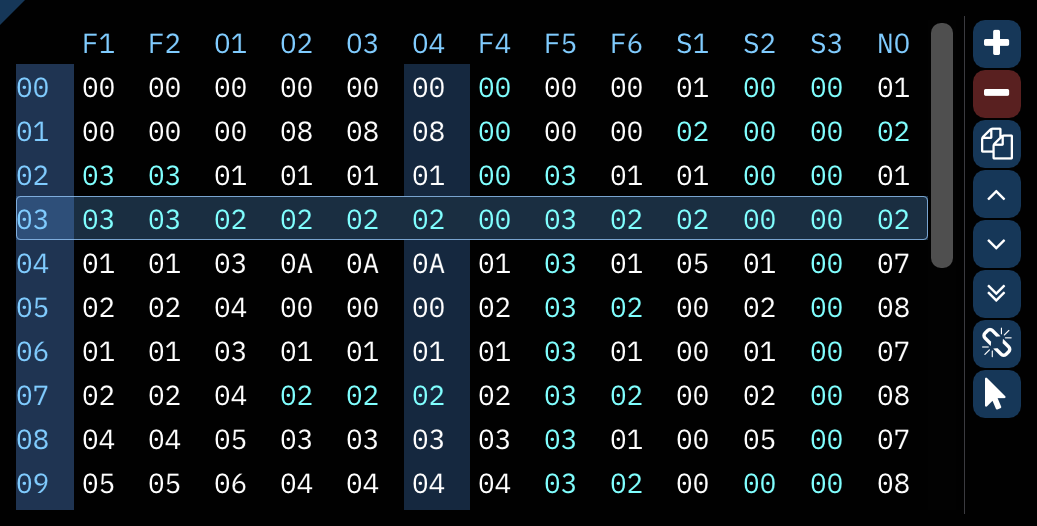 F1 F2 O1 O2 O3 O4 F4 F5 F6 S1 S2 S3 NO
00 00 00 00 00 00 00 00 00 00 01 00 00 01
01 00 00 00 08 08 08 00 00 00 02 00 00 02
02 03 03 01 01 01 01 00 03 01 01 00 00 01
03 03 03 02 02 02 02 00 03 02 02 00 00 02
04 01 01 03 0A 0A 0A 01 03 01 05 01 00 07
05 02 02 04 00 00 00 02 03 02 00 02 00 08
06 01 01 03 01 01 01 01 03 01 00 01 00 07
07 02 02 04 02 02 02 02 03 02 00 02 00 08
08 04 04 05 03 03 03 03 03 01 00 05 00 07
09 05 05 06 04 04 04 04 03 02 00 00 00 08